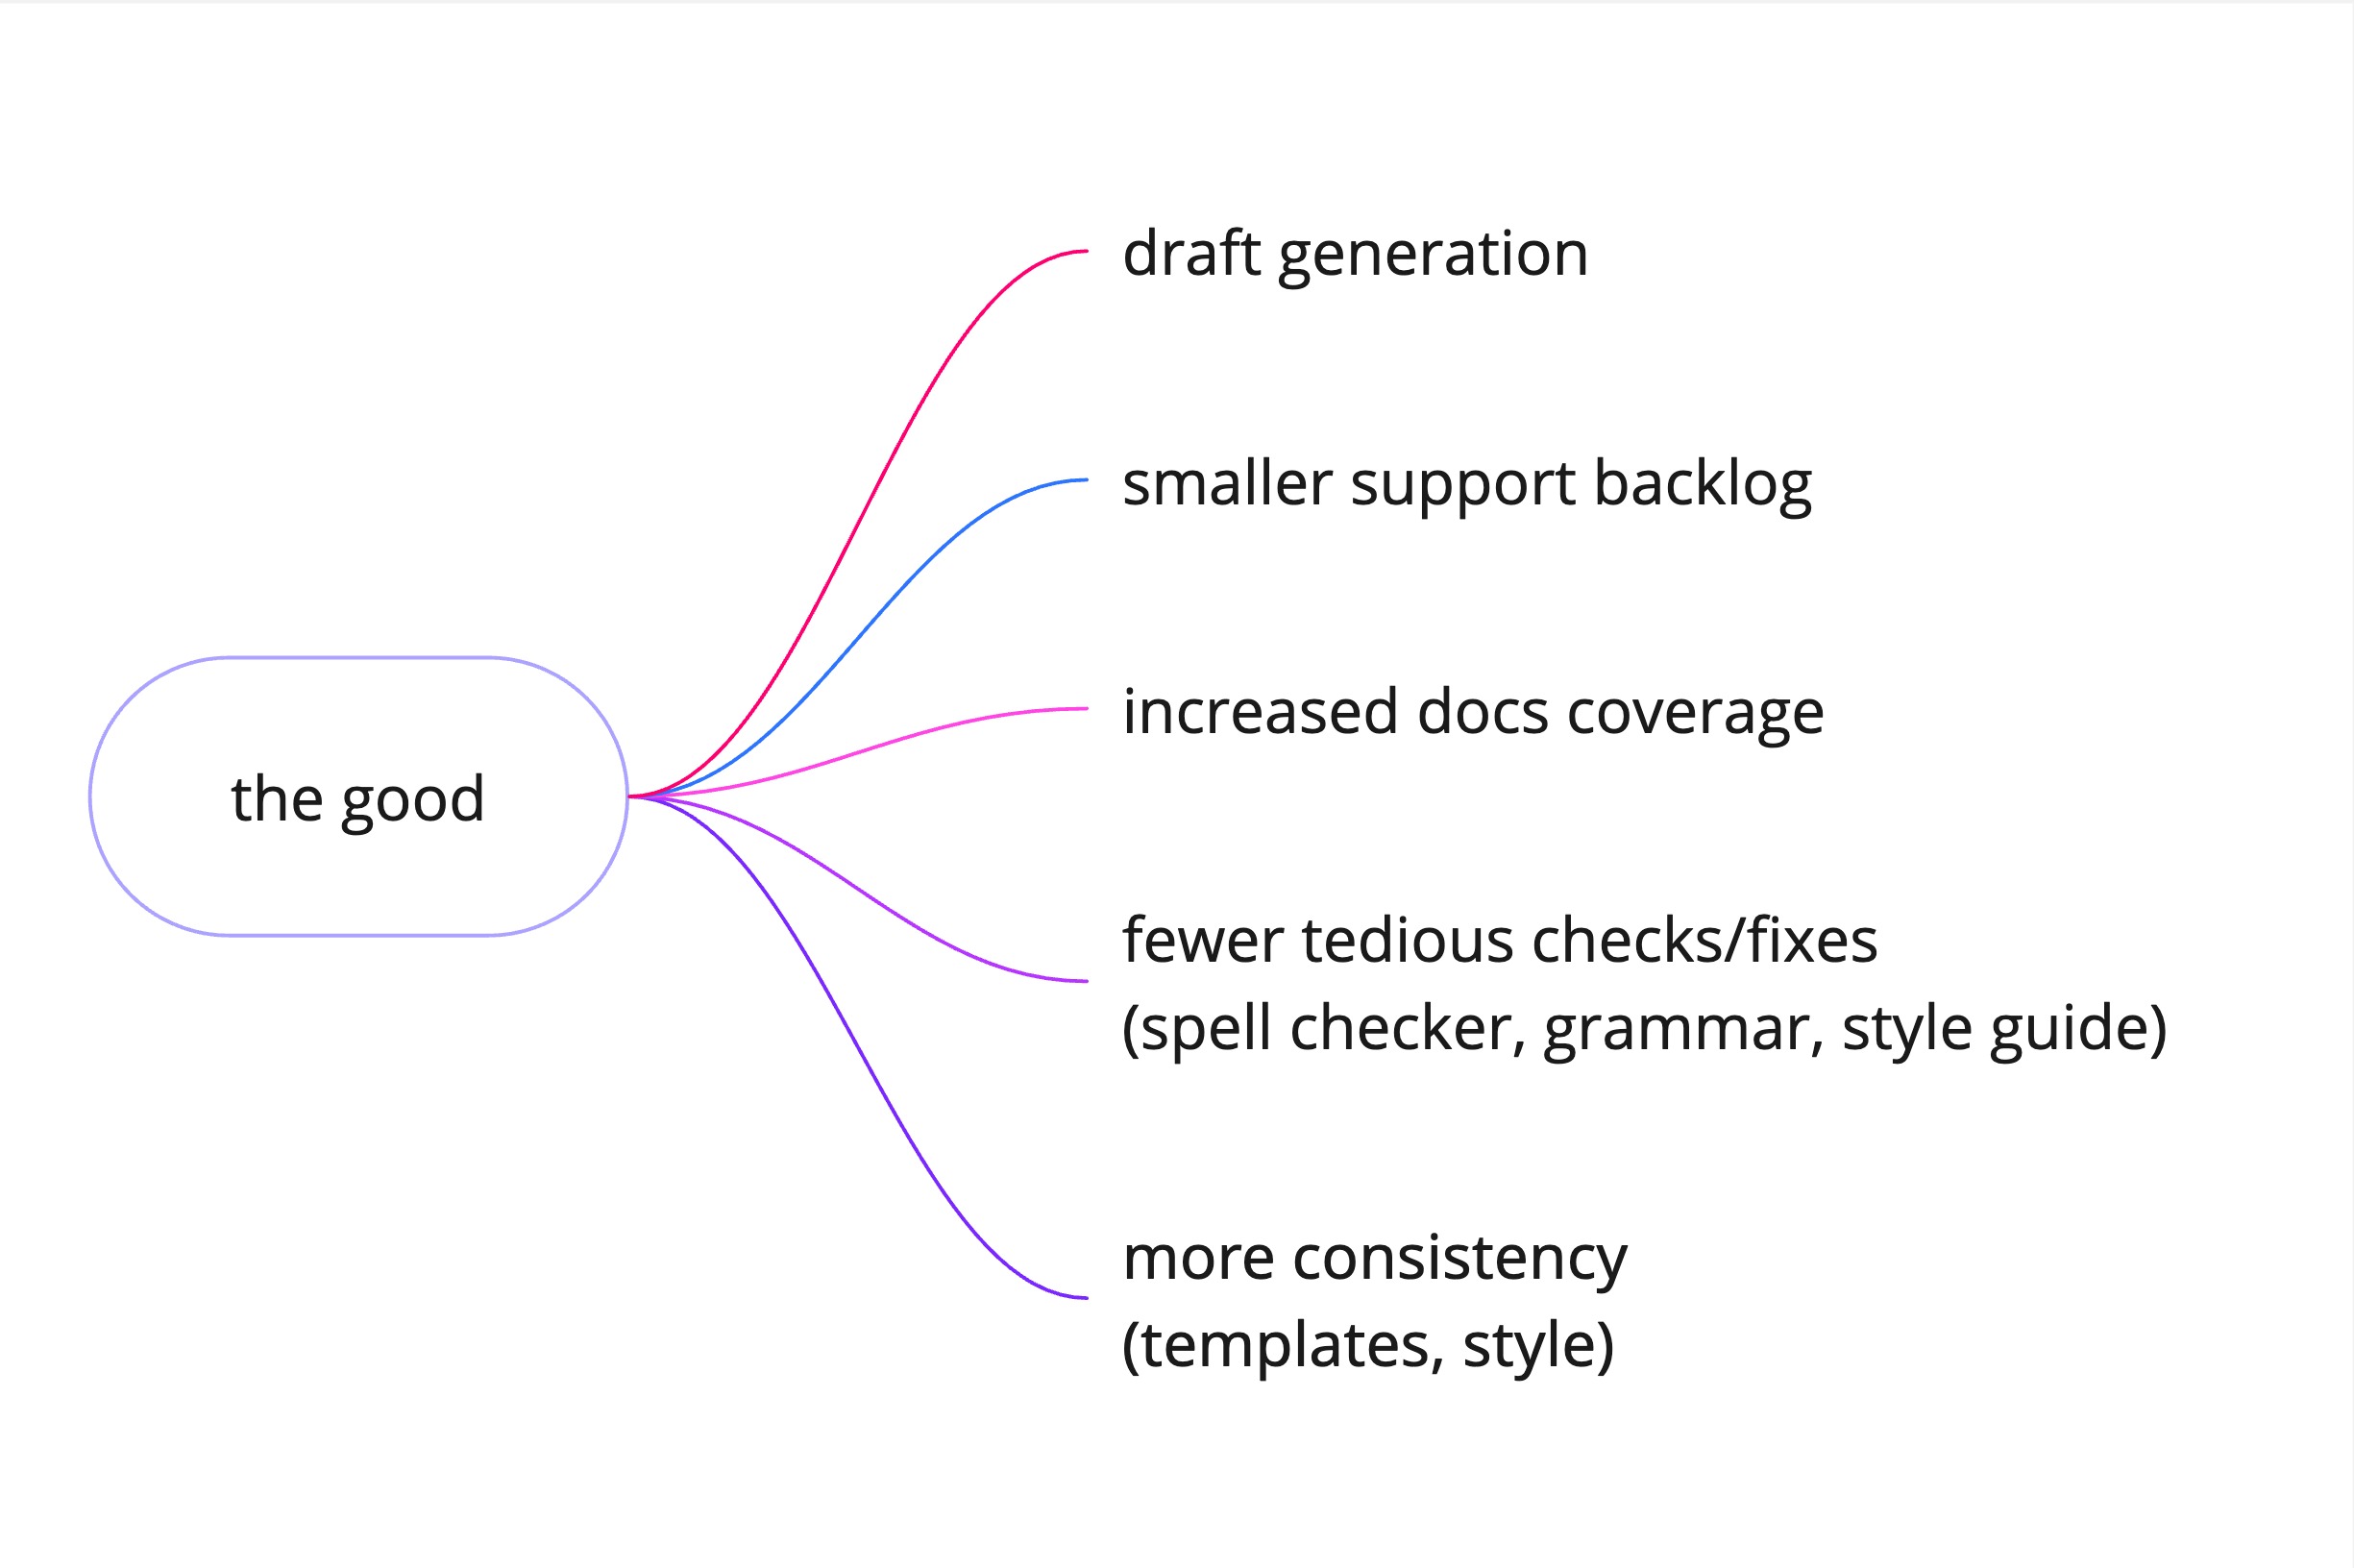 the good
draft generation
smaller support backlog
increased docs coverage
fewer tedious checks/fixes
(spell checker, grammar, style guide)
more consistency
(templates, style)